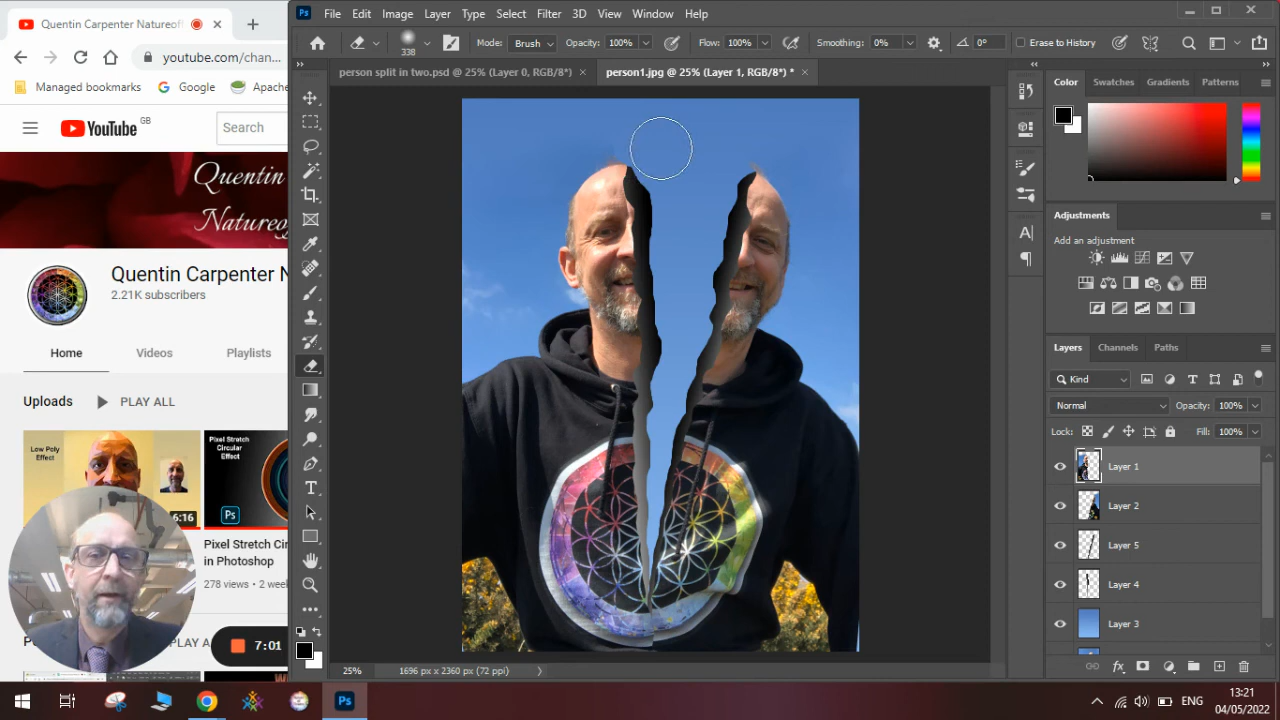 Quentin Carpenter Natureof
youtube.com/chan...
Managed bookmarks
Google
Apache
YouTube GB
Search
Quentin
Natureo
Quentin Carpenter N
2.21K subscribers
Home
Videos
Playlists
Uploads
PLAY ALL
Low Poly
Effect
Pixel Stretch
Circular
Effect
6:16
Ps
Pixel Stretch Cir
in Photoshop
278 views • 2 week
7:01
PLAY A
Ps
File Edit Image Layer Type Select Filter 3D View Window Help
338
Mode: Brush
Opacity: 100%
Flow: 100%
Smoothing: 0%
0°
Erase to History
person split in two.psd @ 25% (Layer 0, RGB/8*)
person1.jpg @ 25% (Layer 1, RGB/8*) *
25%
1696 px x 2360 px (72 ppi)
Color Swatches Gradients Patterns
Adjustments
Add an adjustment
Layers Channels Paths
Kind
Normal
Opacity: 100%
Lock:
Fill: 100%
Layer 1
Layer 2
Layer 5
Layer 4
Layer 3
Ps
ENG
13:21
04/05/2022